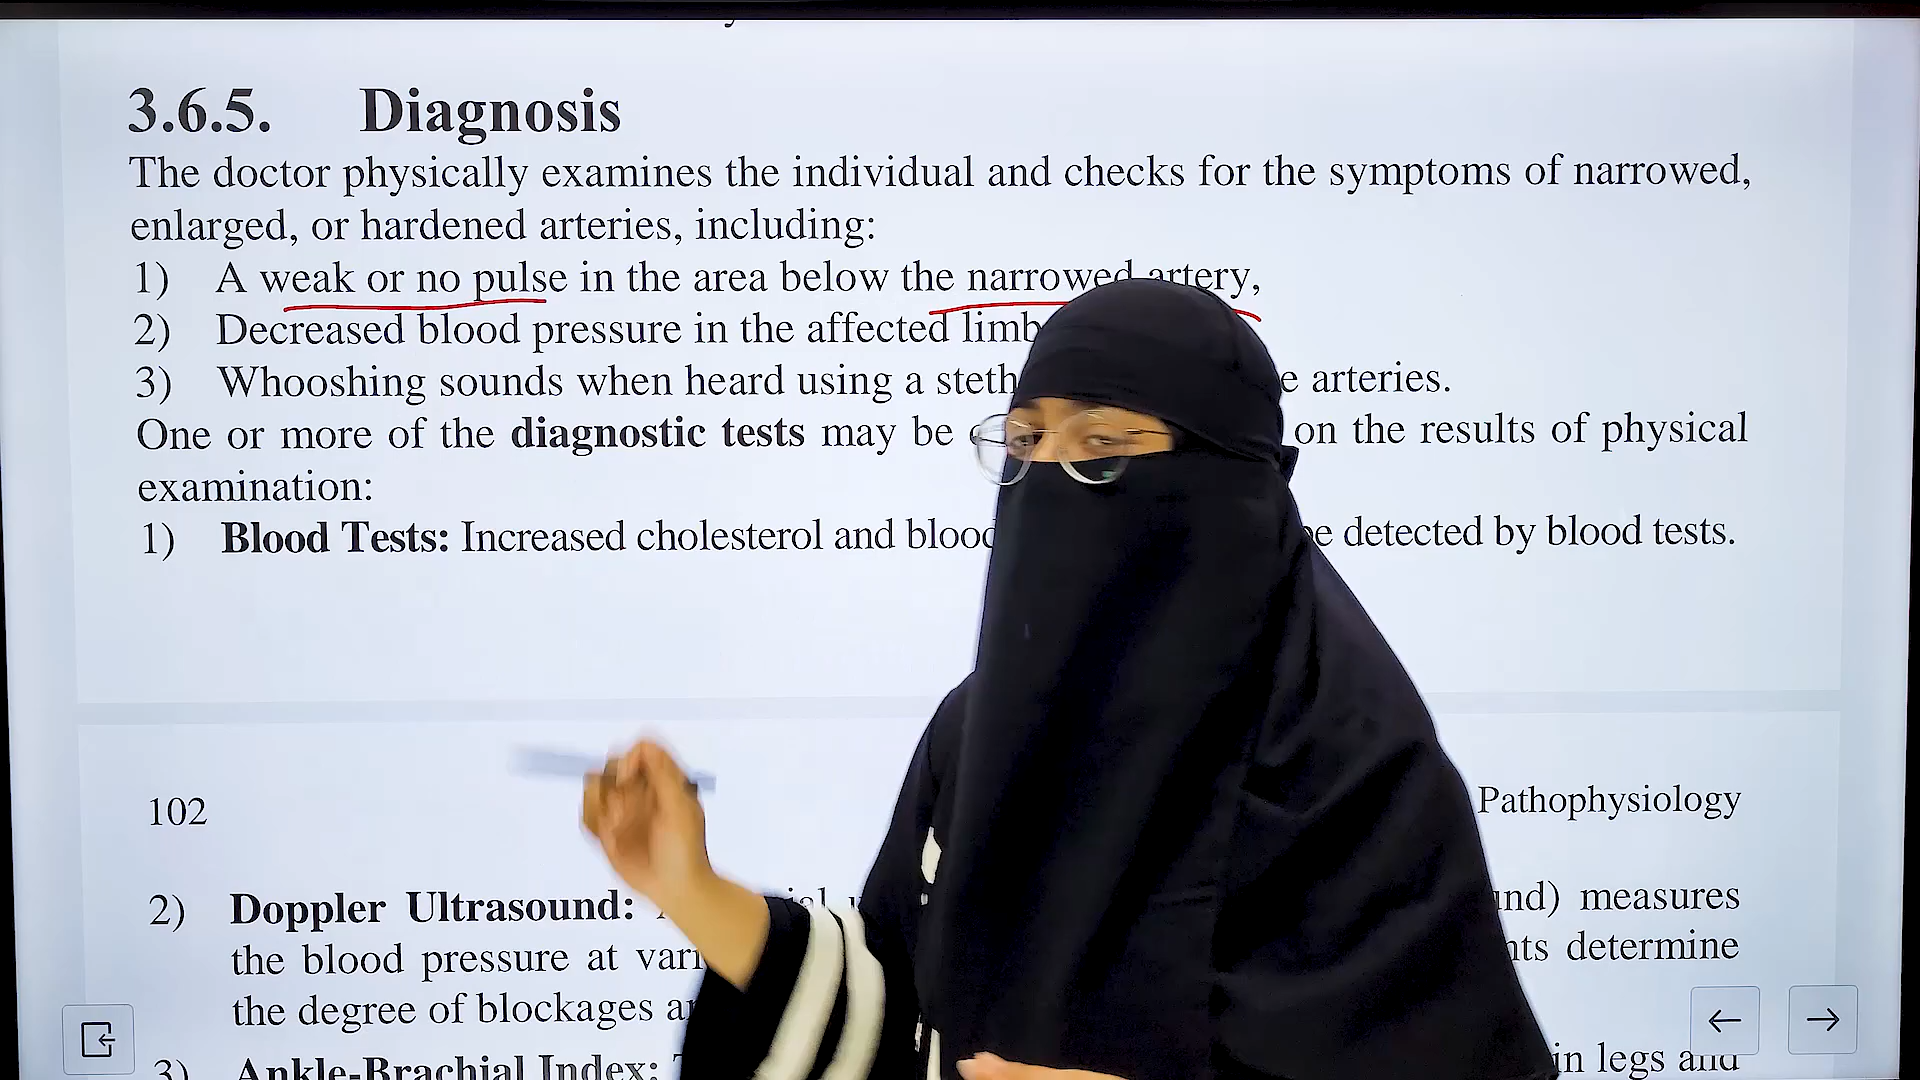 3.6.5. Diagnosis
The doctor physically examines the individual and checks for the symptoms of narrowed,
enlarged, or hardened arteries, including:
1) A weak or no pulse in the area below the narrowed artery,
2) Decreased blood pressure in the affected limb
3) Whooshing sounds when heard using a arteries.
One or more of the diagnostic tests may be on the results of physical
examination:
1) Blood Tests: Increased cholesterol and detected by blood tests.
102 Pathophysiology
2) Doppler Ultrasound: measures
the blood pressure at determine
the degree of blockages
3) Ankle-Brachial Index: in legs and